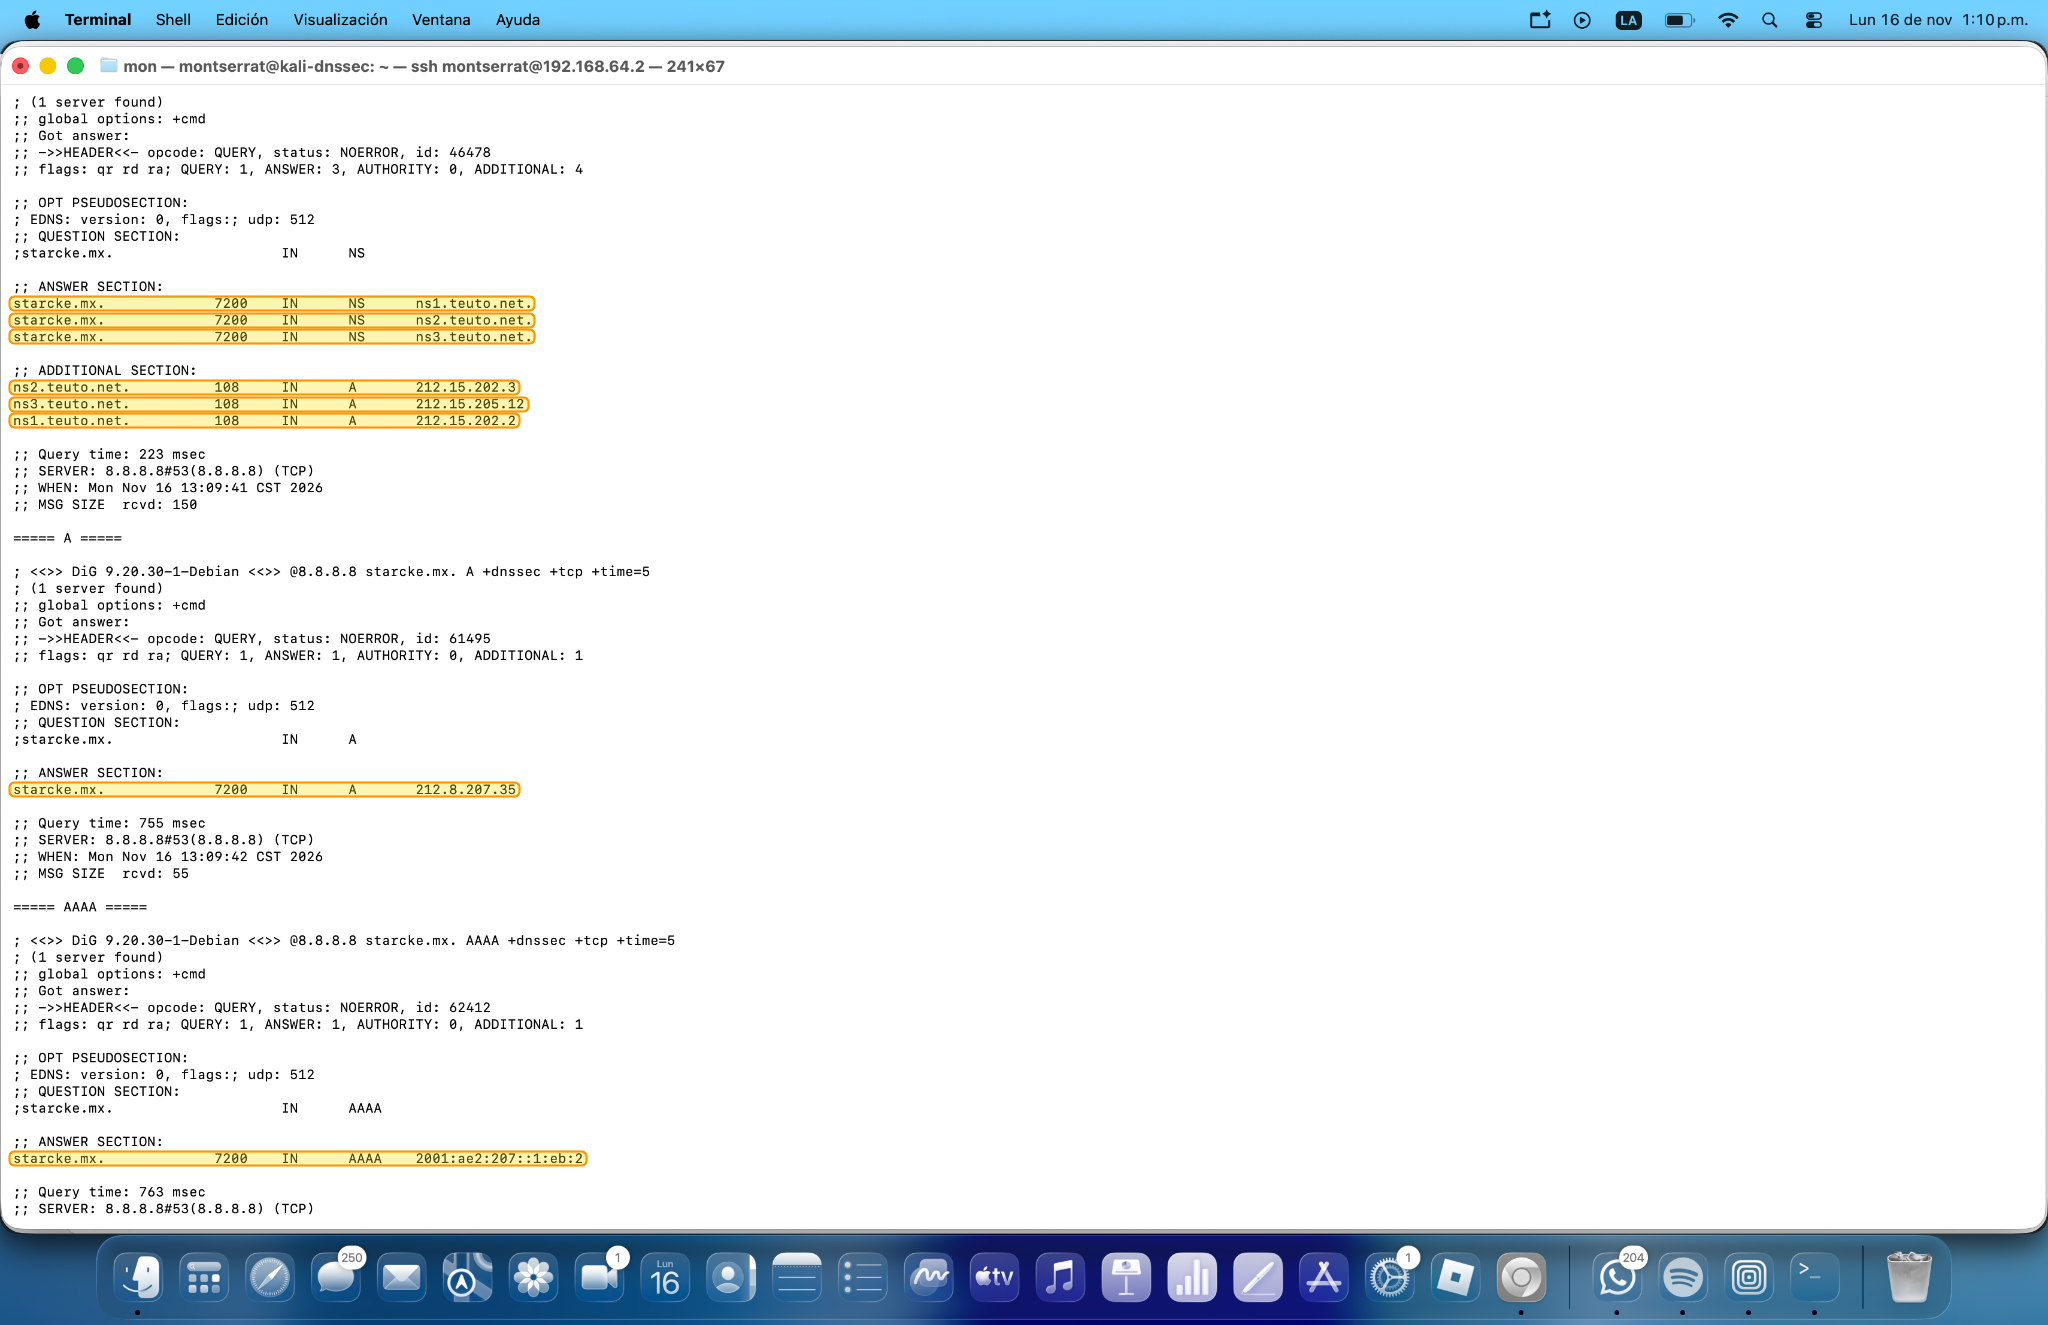 Terminal Shell Edición Visualización Ventana Ayuda LA Lun 16 de nov 1:10 p.m.
mon — montserrat@kali-dnssec: ~ — ssh montserrat@192.168.64.2 — 241×67
; (1 server found)
;; global options: +cmd
;; Got answer:
;; ->>HEADER<<- opcode: QUERY, status: NOERROR, id: 46478
;; flags: qr rd ra; QUERY: 1, ANSWER: 3, AUTHORITY: 0, ADDITIONAL: 4
;; OPT PSEUDOSECTION:
; EDNS: version: 0, flags:; udp: 512
;; QUESTION SECTION:
;starcke.mx. IN NS
;; ANSWER SECTION:
starcke.mx. 7200 IN NS ns1.teuto.net.
starcke.mx. 7200 IN NS ns2.teuto.net.
starcke.mx. 7200 IN NS ns3.teuto.net.
;; ADDITIONAL SECTION:
ns2.teuto.net. 108 IN A 212.15.202.3
ns3.teuto.net. 108 IN A 212.15.205.12
ns1.teuto.net. 108 IN A 212.15.202.2
;; Query time: 223 msec
;; SERVER: 8.8.8.8#53(8.8.8.8) (TCP)
;; WHEN: Mon Nov 16 13:09:41 CST 2026
;; MSG SIZE  rcvd: 150
===== A =====
; <<>> DiG 9.20.30-1-Debian <<>> @8.8.8.8 starcke.mx. A +dnssec +tcp +time=5
; (1 server found)
;; global options: +cmd
;; Got answer:
;; ->>HEADER<<- opcode: QUERY, status: NOERROR, id: 61495
;; flags: qr rd ra; QUERY: 1, ANSWER: 1, AUTHORITY: 0, ADDITIONAL: 1
;; OPT PSEUDOSECTION:
; EDNS: version: 0, flags:; udp: 512
;; QUESTION SECTION:
;starcke.mx. IN A
;; ANSWER SECTION:
starcke.mx. 7200 IN A 212.8.207.35
;; Query time: 755 msec
;; SERVER: 8.8.8.8#53(8.8.8.8) (TCP)
;; WHEN: Mon Nov 16 13:09:42 CST 2026
;; MSG SIZE  rcvd: 55
===== AAAA =====
; <<>> DiG 9.20.30-1-Debian <<>> @8.8.8.8 starcke.mx. AAAA +dnssec +tcp +time=5
; (1 server found)
;; global options: +cmd
;; Got answer:
;; ->>HEADER<<- opcode: QUERY, status: NOERROR, id: 62412
;; flags: qr rd ra; QUERY: 1, ANSWER: 1, AUTHORITY: 0, ADDITIONAL: 1
;; OPT PSEUDOSECTION:
; EDNS: version: 0, flags:; udp: 512
;; QUESTION SECTION:
;starcke.mx. IN AAAA
;; ANSWER SECTION:
starcke.mx. 7200 IN AAAA 2001:ae2:207::1:eb:2
;; Query time: 763 msec
;; SERVER: 8.8.8.8#53(8.8.8.8) (TCP)
250 1 Lun 16 tv 1 204 >_